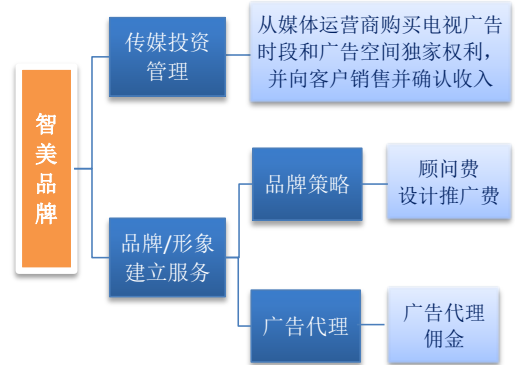 智美品牌
传媒投资
管理
从媒体运营商购买电视广告
时段和广告空间独家权利，
并向客户销售并确认收入
品牌/形象
建立服务
品牌策略
顾问费
设计推广费
广告代理
广告代理
佣金